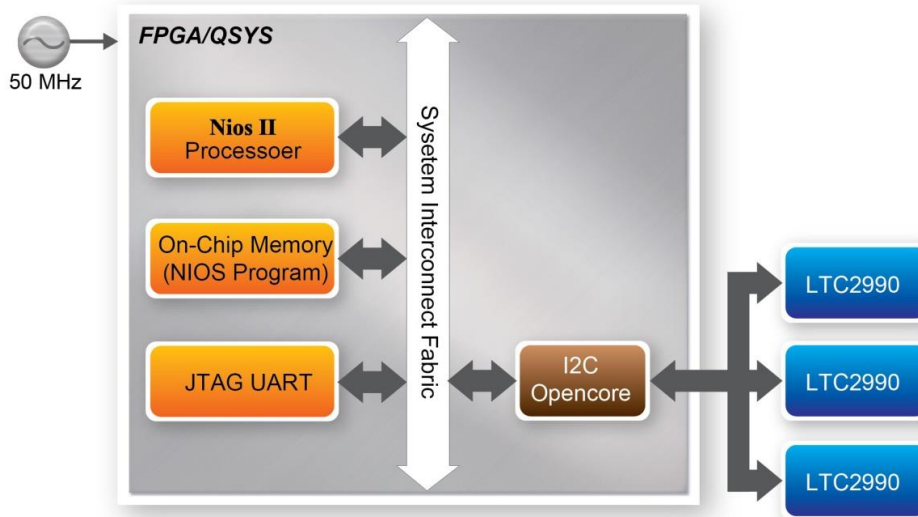 FPGA/QSYS
50 MHz
Nios II
Processoer
On-Chip Memory
(NIOS Program)
JTAG UART
Sysetem Interconnect Fabric
I2C
Opencore
LTC2990
LTC2990
LTC2990